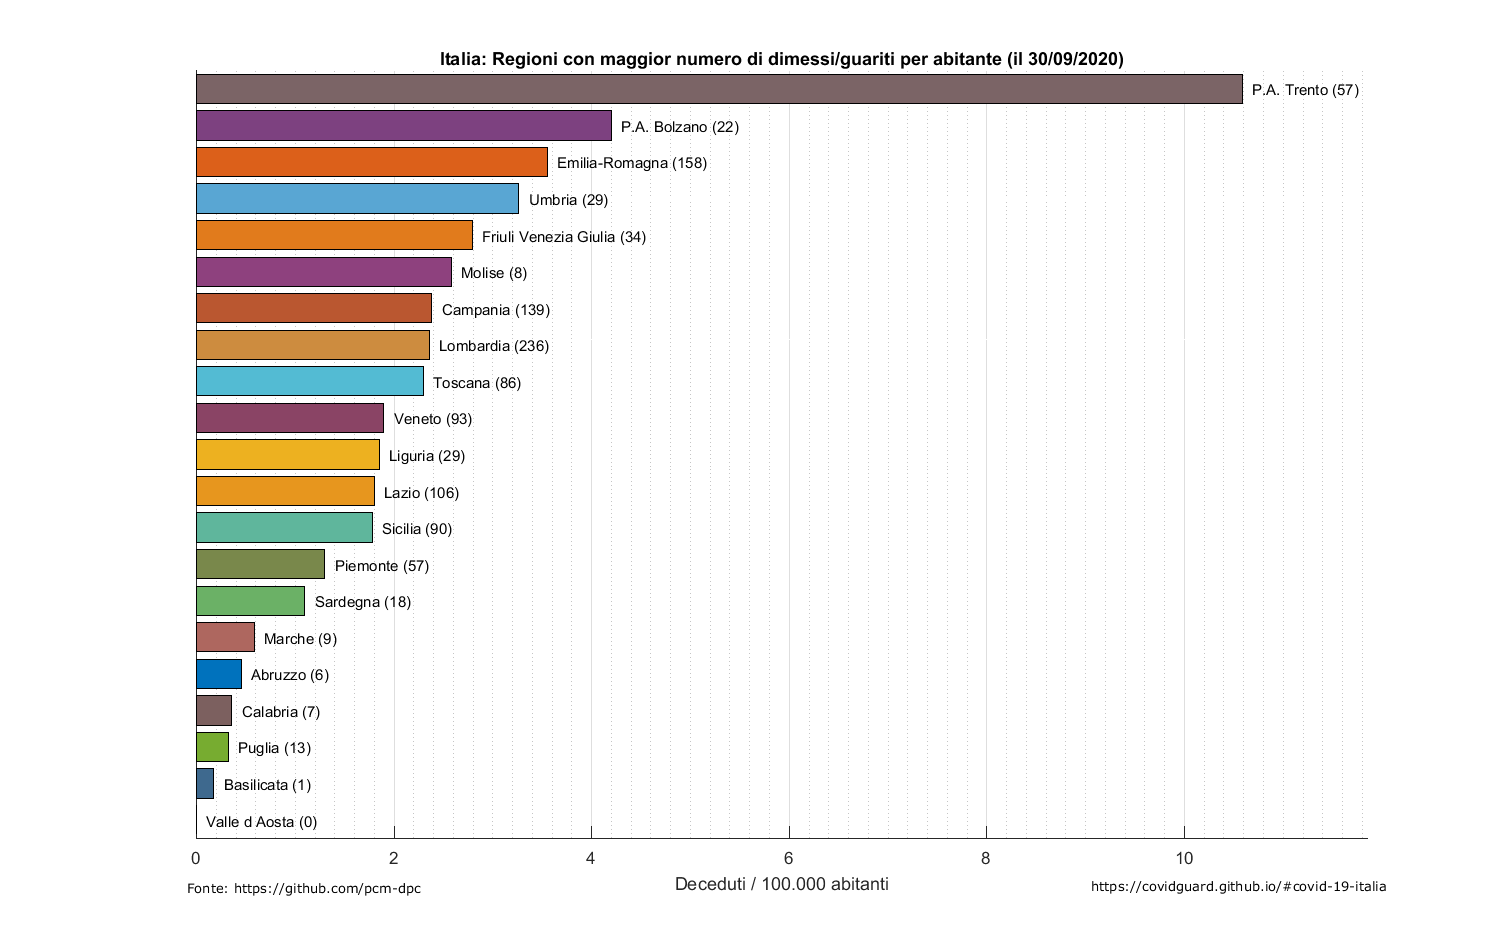 Italia: Regioni con maggior numero di dimessi/guariti per abitante (il 30/09/2020)
P.A. Trento (57)
P.A. Bolzano (22)
Emilia-Romagna (158)
Umbria (29)
Friuli Venezia Giulia (34)
Molise (8)
Campania (139)
Lombardia (236)
Toscana (86)
Veneto (93)
Liguria (29)
Lazio (106)
Sicilia (90)
Piemonte (57)
Sardegna (18)
Marche (9)
Abruzzo (6)
Calabria (7)
Puglia (13)
Basilicata (1)
Valle d Aosta (0)
0 2 4 6 8 10
Deceduti / 100.000 abitanti
Fonte: https://github.com/pcm-dpc
https://covidguard.github.io/#covid-19-italia